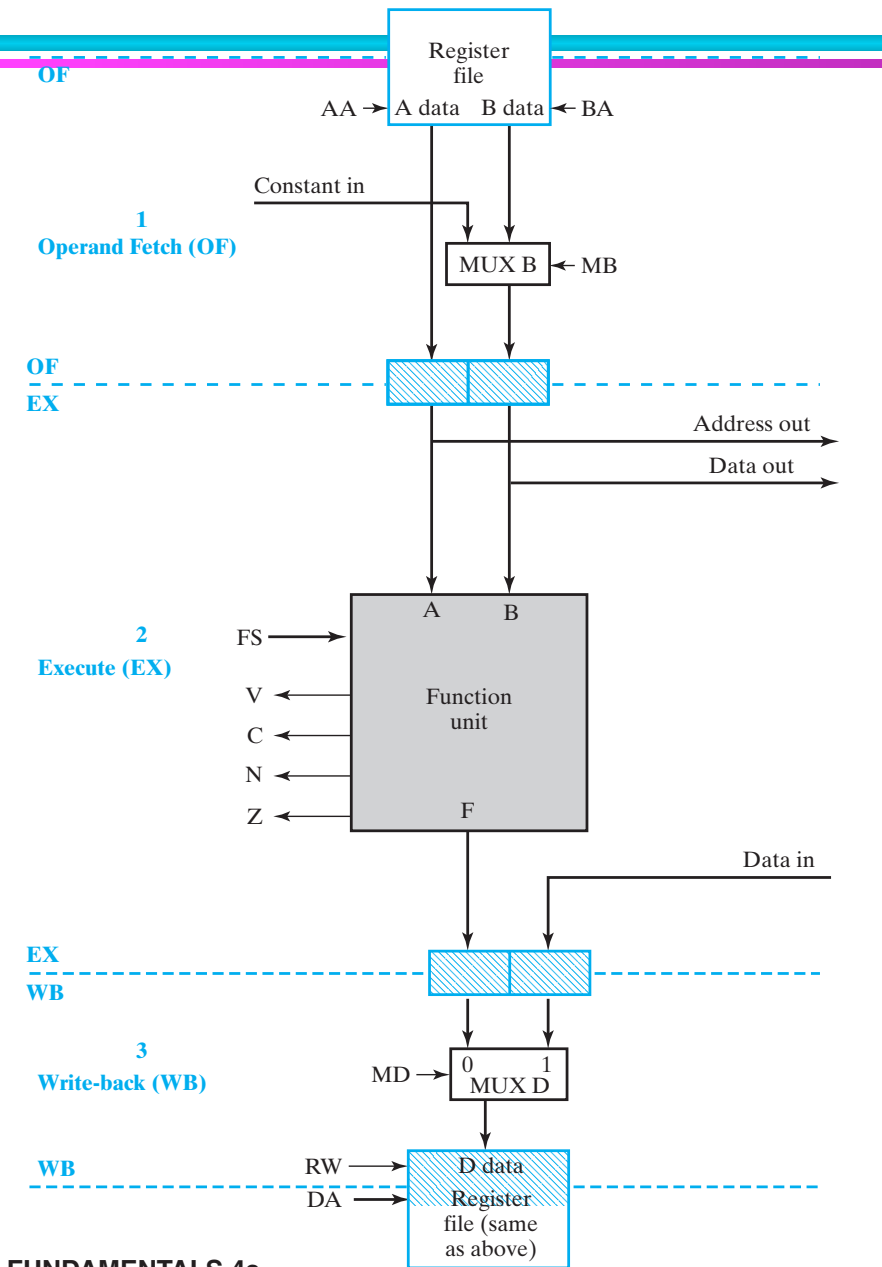 Register
file
OF
AA
A data
B data
BA
Constant in
1
Operand Fetch (OF)
MUX B
MB
OF
EX
Address out
Data out
A
B
2
Execute (EX)
FS
V
C
N
Z
Function
unit
F
Data in
EX
WB
3
Write-back (WB)
MD
0
1
MUX D
WB
RW
DA
D data
Register
file (same
as above)
FUNDAMENTALS